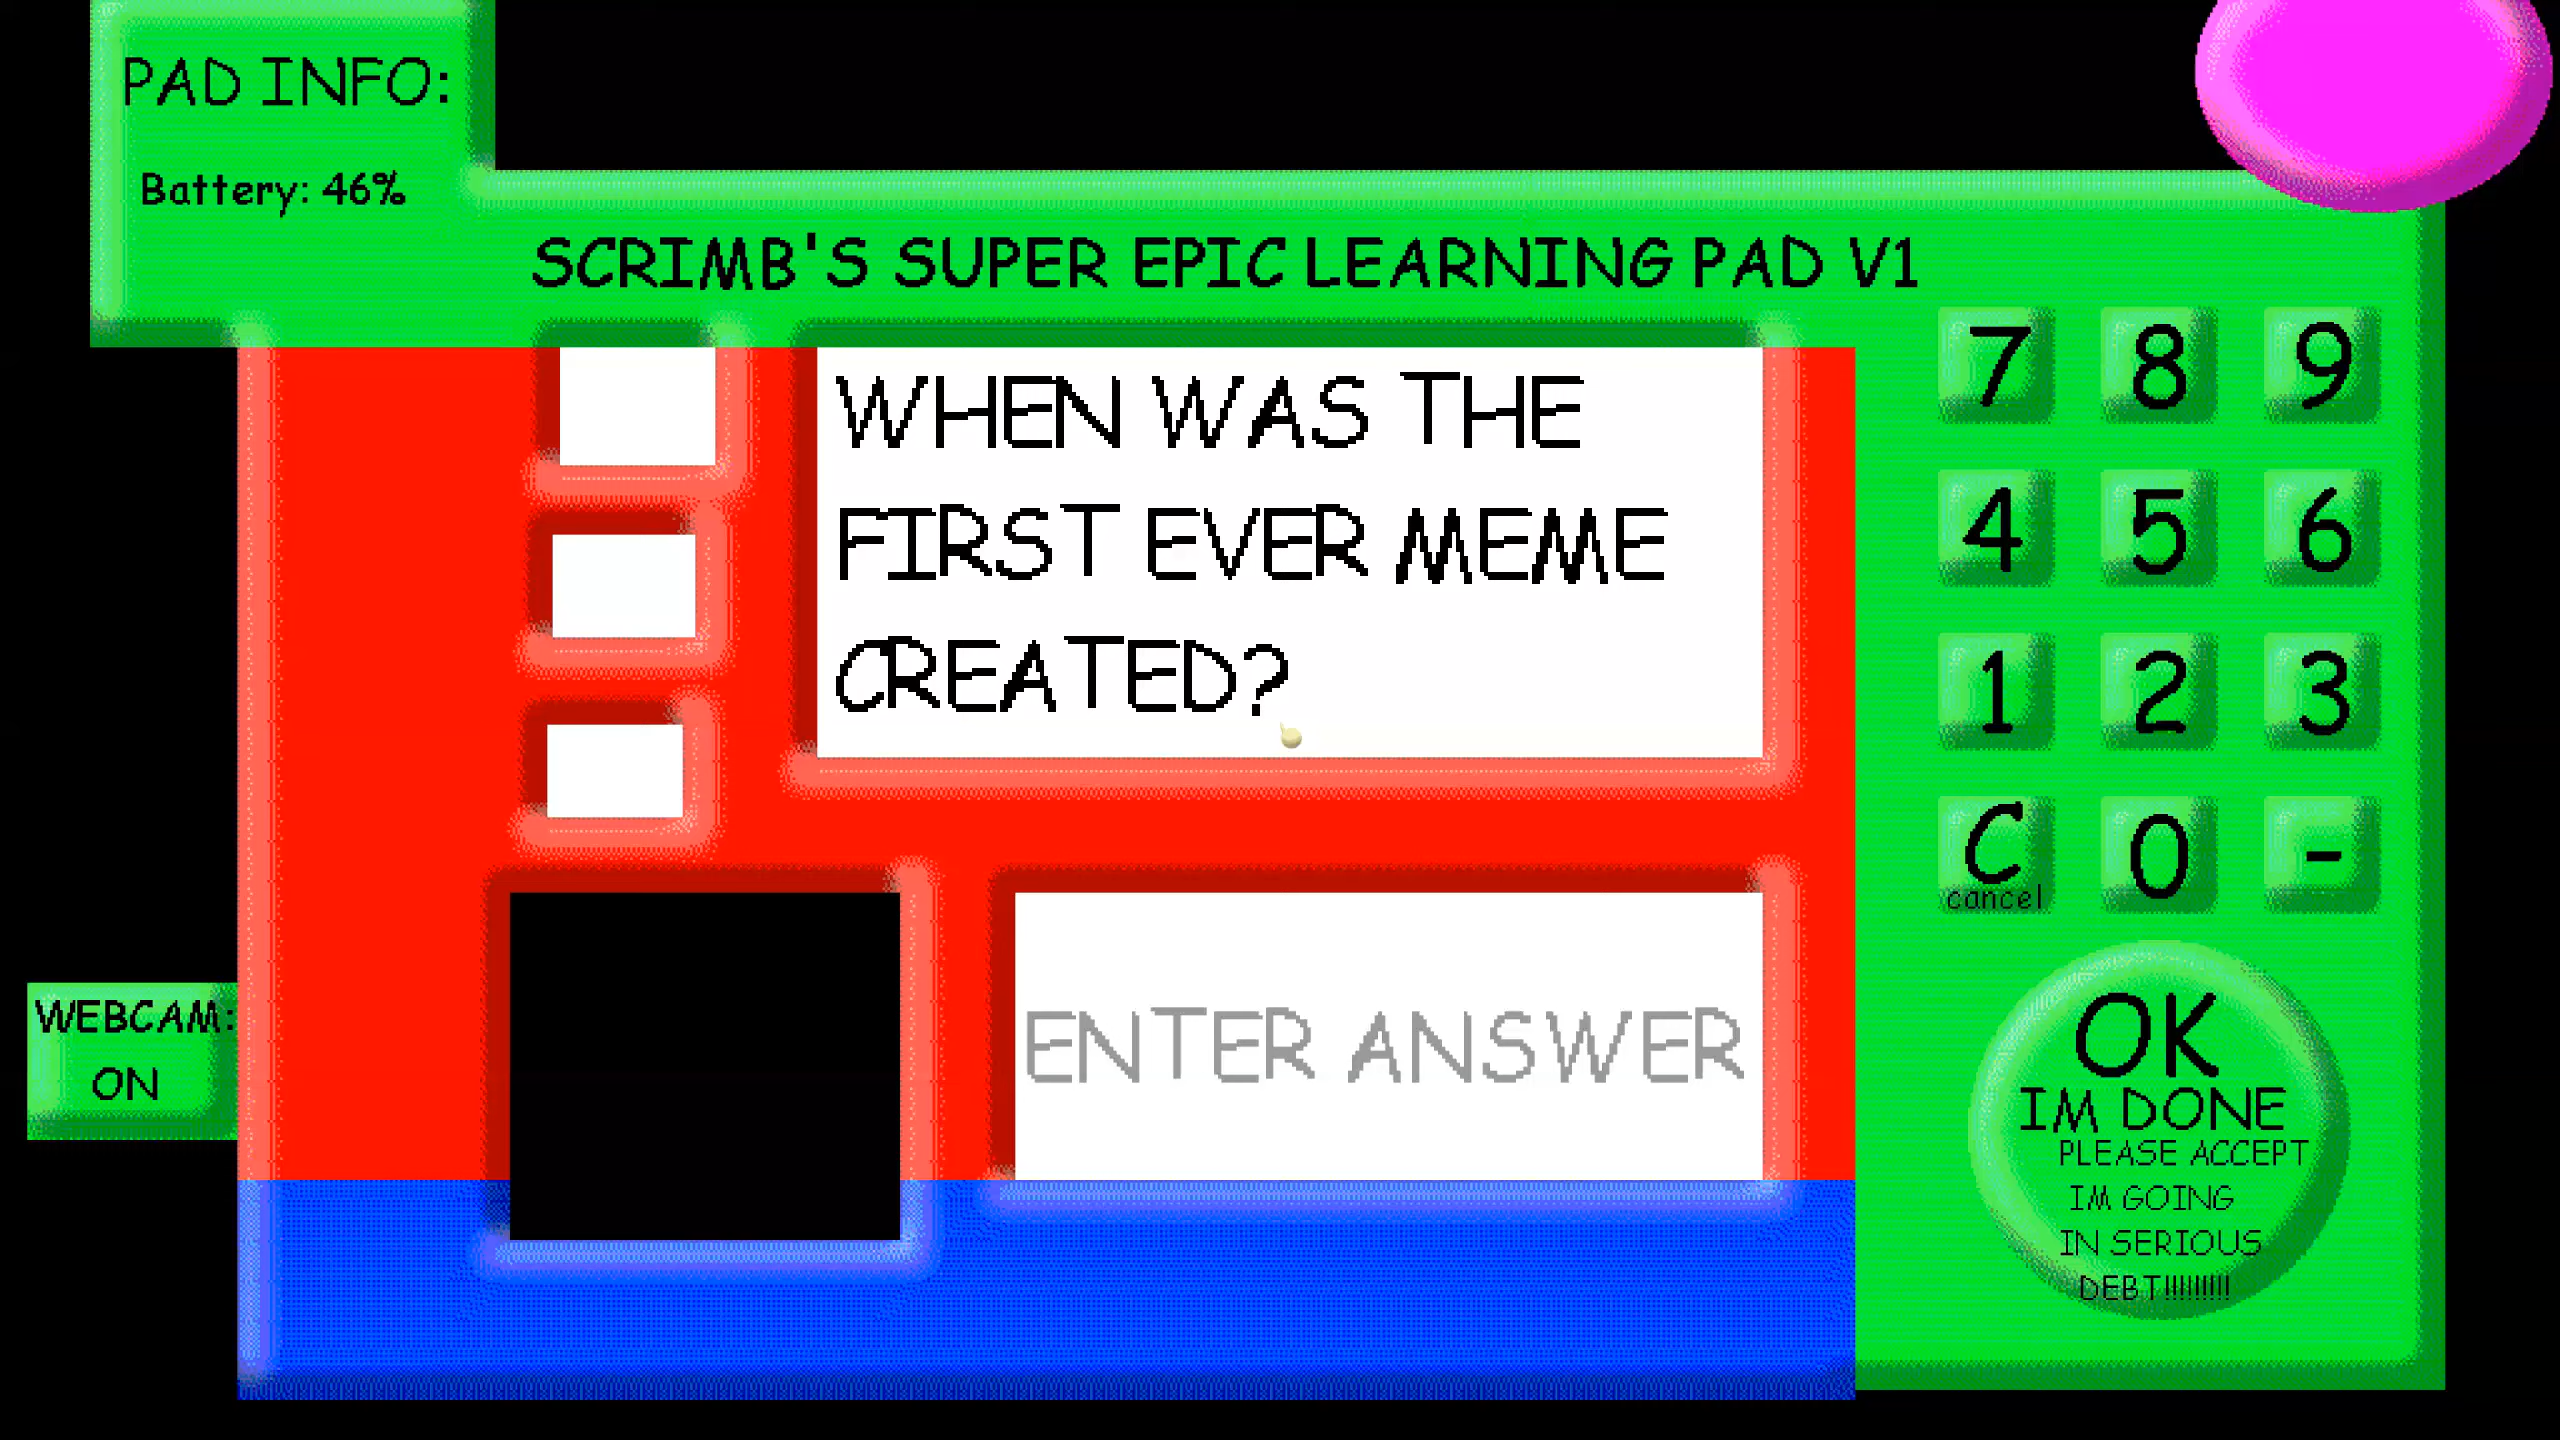 PAD INFO:
Battery: 46%
SCRIMB'S SUPER EPIC LEARNING PAD V1
WHEN WAS THE
FIRST EVER MEME
CREATED?
7 8 9
4 5 6
1 2 3
C 0 -
cancel
WEBCAM:
ON
ENTER ANSWER
OK
IM DONE
PLEASE ACCEPT
IM GOING
IN SERIOUS
DEBT!!!!!!!!!